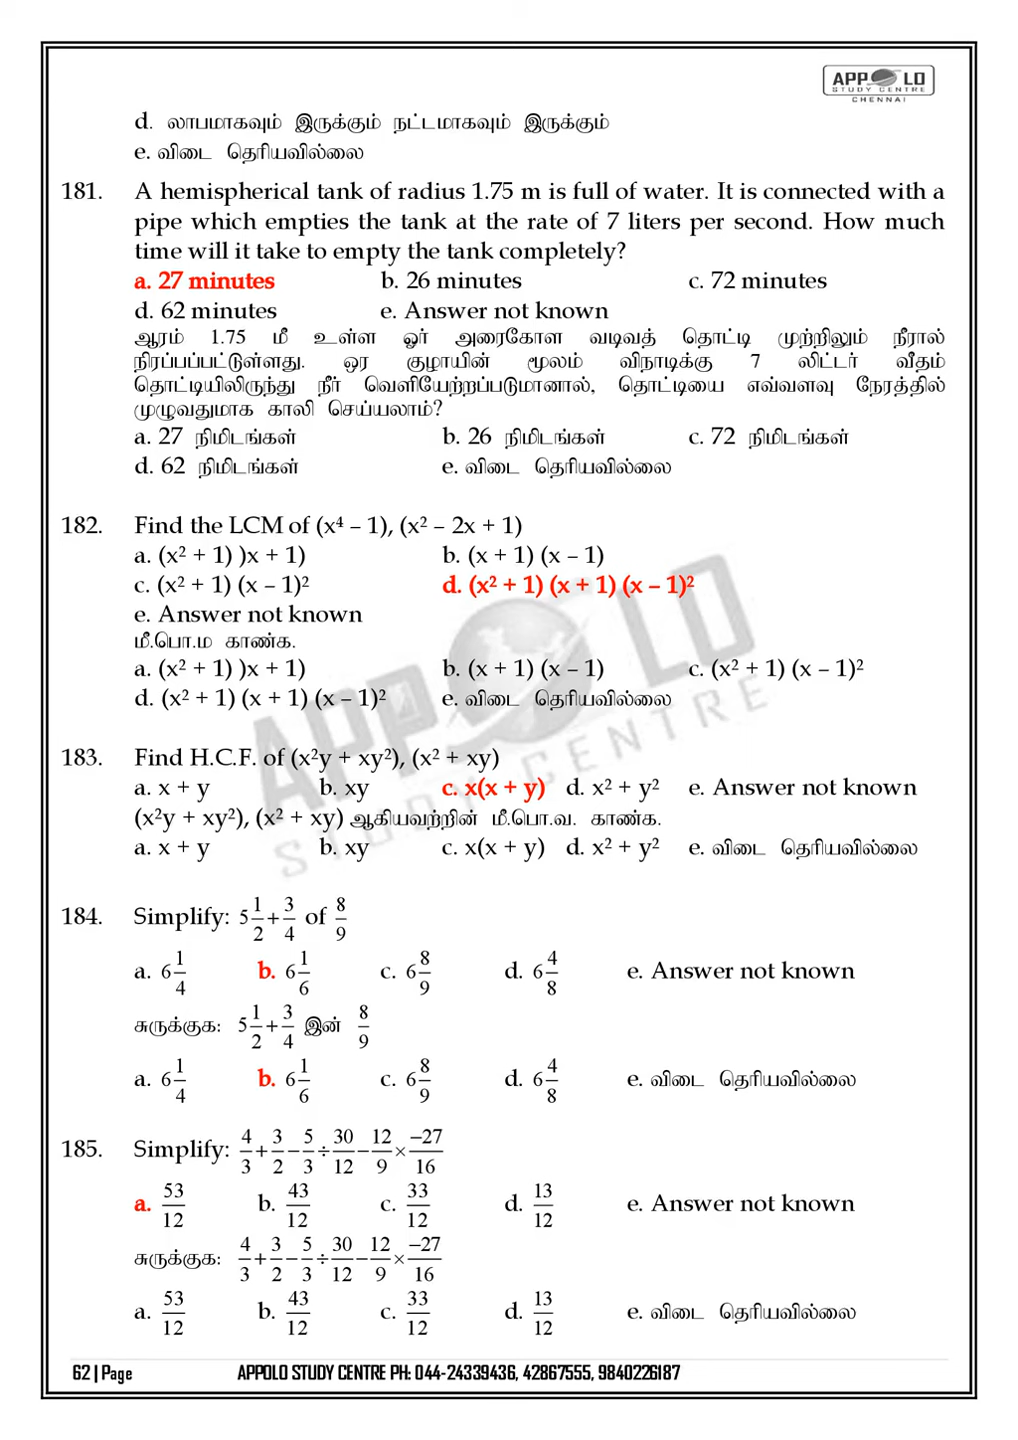 APPOLO
STUDY CENTRE
CHENNAI
d. லாபமாகவும் இருக்கும் நட்டமாகவும் இருக்கும்
e. விடை தெரியவில்லை
181. A hemispherical tank of radius 1.75 m is full of water. It is connected with a
pipe which empties the tank at the rate of 7 liters per second. How much
time will it take to empty the tank completely?
a. 27 minutes b. 26 minutes c. 72 minutes
d. 62 minutes e. Answer not known
ஆரம் 1.75 மீ உள்ள ஓர் அரைகோள வடிவத் தொட்டி முற்றிலும் நீரால்
நிரப்பப்பட்டுள்ளது. ஒர குழாயின் மூலம் விநாடிக்கு 7 லிட்டர் வீதம்
தொட்டியிலிருந்து நீர் வெளியேற்றப்படுமானால், தொட்டியை எவ்வளவு நேரத்தில்
முழுவதுமாக காலி செய்யலாம்?
a. 27 நிமிடங்கள் b. 26 நிமிடங்கள் c. 72 நிமிடங்கள்
d. 62 நிமிடங்கள் e. விடை தெரியவில்லை
182. Find the LCM of (x⁴ – 1), (x² – 2x + 1)
a. (x² + 1) )x + 1) b. (x + 1) (x – 1)
c. (x² + 1) (x – 1)² d. (x² + 1) (x + 1) (x – 1)²
e. Answer not known
மீ.பொ.ம காண்க.
a. (x² + 1) )x + 1) b. (x + 1) (x – 1) c. (x² + 1) (x – 1)²
d. (x² + 1) (x + 1) (x – 1)² e. விடை தெரியவில்லை
183. Find H.C.F. of (x²y + xy²), (x² + xy)
a. x + y b. xy c. x(x + y) d. x² + y² e. Answer not known
(x²y + xy²), (x² + xy) ஆகியவற்றின் மீ.பொ.வ. காண்க.
a. x + y b. xy c. x(x + y) d. x² + y² e. விடை தெரியவில்லை
184. Simplify: 5 1/2 + 3/4 of 8/9
a. 6 1/4 b. 6 1/6 c. 6 8/9 d. 6 4/8 e. Answer not known
சுருக்குக: 5 1/2 + 3/4 இன் 8/9
a. 6 1/4 b. 6 1/6 c. 6 8/9 d. 6 4/8 e. விடை தெரியவில்லை
185. Simplify: 4/3 + 3/2 − 5/3 ÷ 30/12 − 12/9 × −27/16
a. 53/12 b. 43/12 c. 33/12 d. 13/12 e. Answer not known
சுருக்குக: 4/3 + 3/2 − 5/3 ÷ 30/12 − 12/9 × −27/16
a. 53/12 b. 43/12 c. 33/12 d. 13/12 e. விடை தெரியவில்லை
62 | Page APPOLO STUDY CENTRE PH: 044-24339436, 42867555, 9840226187
APPOLO
STUDY CENTRE